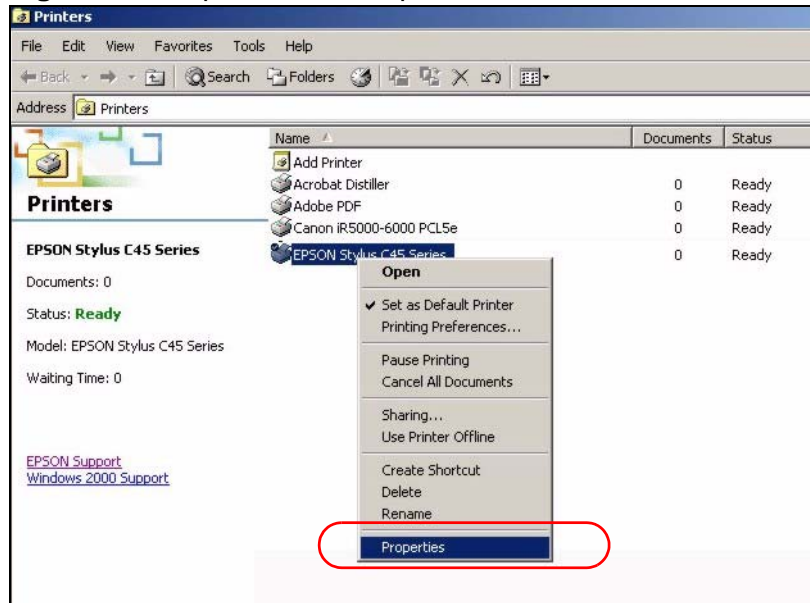 Printers
File Edit View Favorites Tools Help
Back Search Folders
Address Printers
Name Documents Status
Add Printer
Acrobat Distiller 0 Ready
Adobe PDF 0 Ready
Canon iR5000-6000 PCL5e 0 Ready
EPSON Stylus C45 Series 0 Ready
Printers
EPSON Stylus C45 Series
Documents: 0
Status: Ready
Model: EPSON Stylus C45 Series
Waiting Time: 0
EPSON Support
Windows 2000 Support
Open
Set as Default Printer
Printing Preferences...
Pause Printing
Cancel All Documents
Sharing...
Use Printer Offline
Create Shortcut
Delete
Rename
Properties